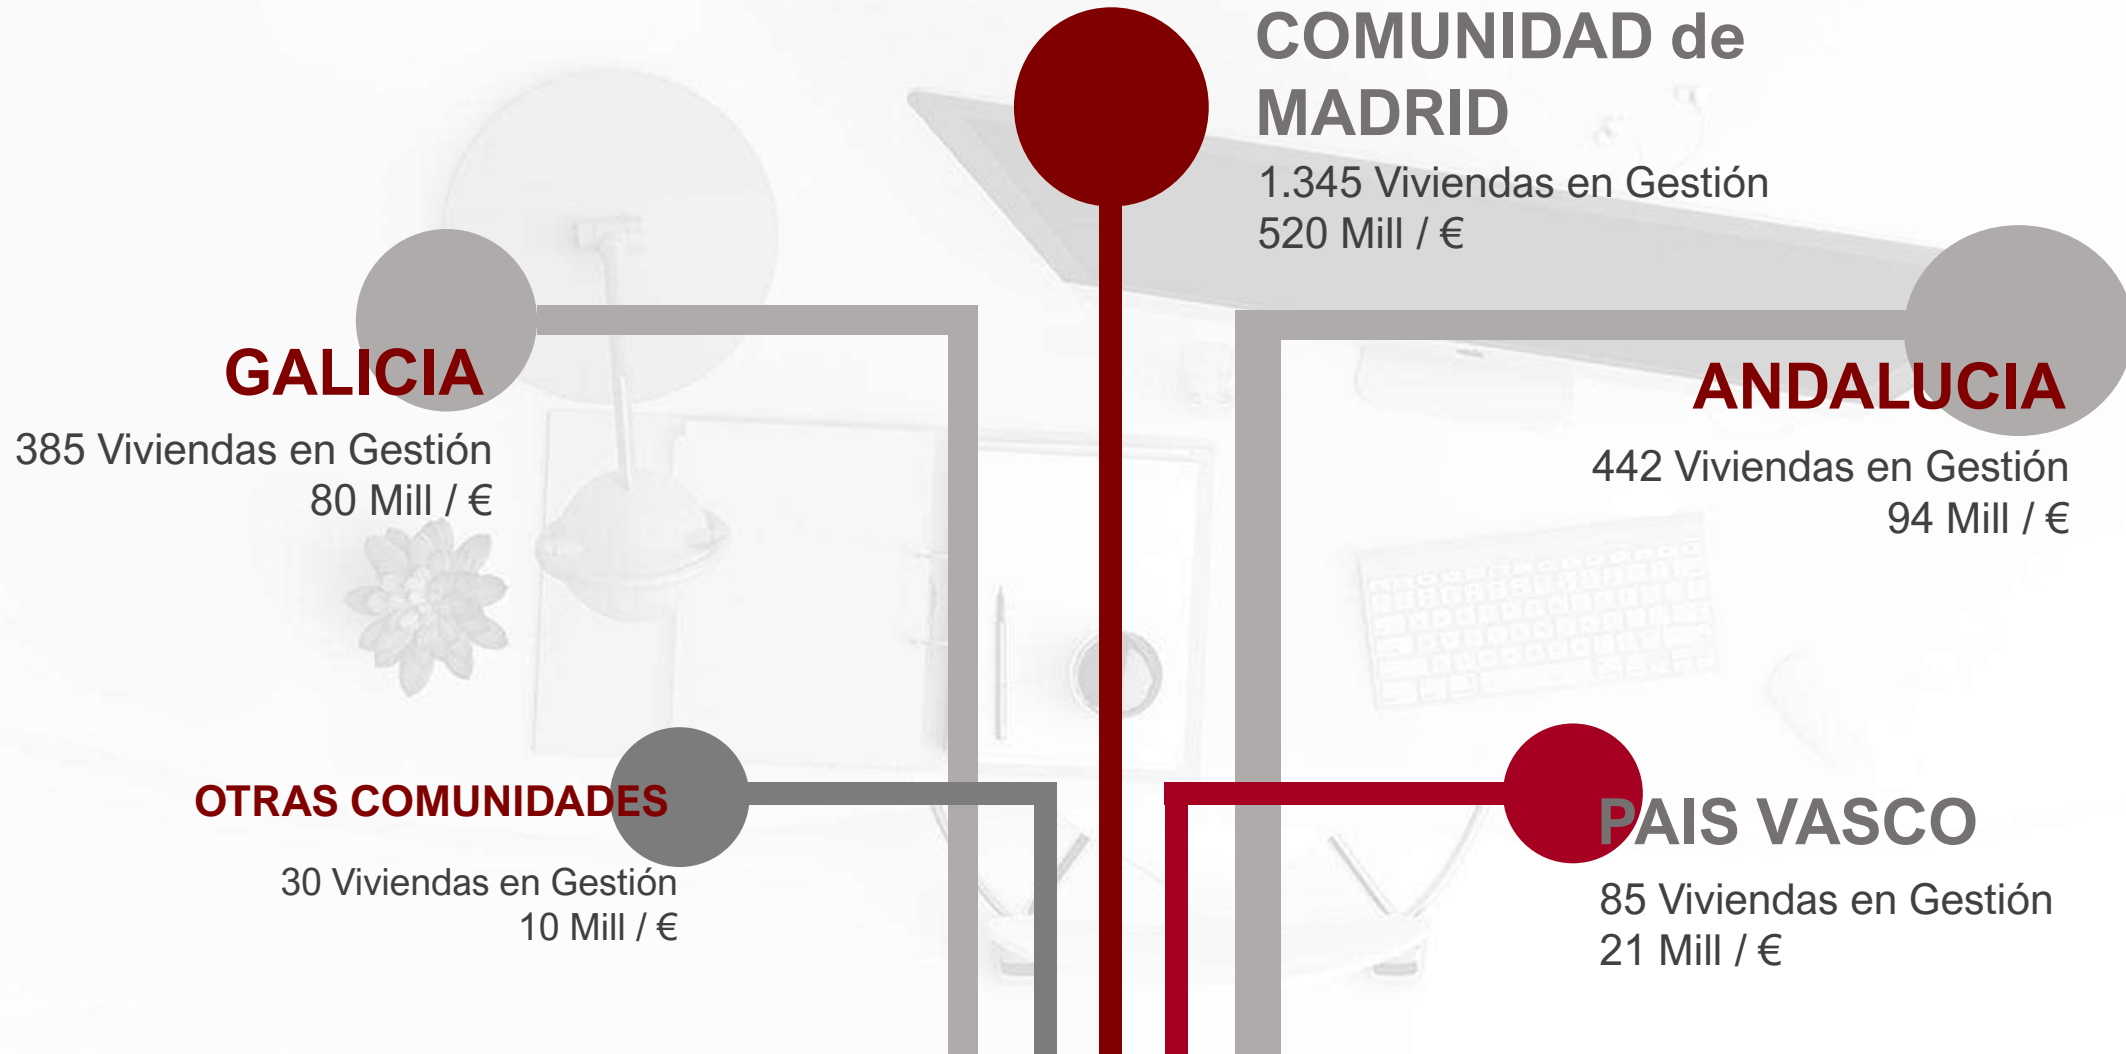 COMUNIDAD de
MADRID
1.345 Viviendas en Gestión
520 Mill / €
GALICIA
385 Viviendas en Gestión
80 Mill / €
ANDALUCIA
442 Viviendas en Gestión
94 Mill / €
OTRAS COMUNIDADES
30 Viviendas en Gestión
10 Mill / €
PAIS VASCO
85 Viviendas en Gestión
21 Mill / €